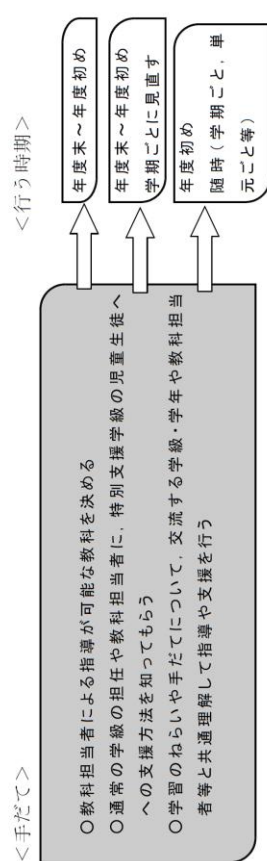 <手だて>
○教科担当者による指導が可能な教科を決める
○通常の学級の担任や教科担当者に，特別支援学級の児童生徒へ
への支援方法を知ってもらう
○学習のねらいや手だてについて，交流する学級・学年や教科担当
者等と共通理解して指導や支援を行う
<行う時期>
年度末～年度初め
年度末～年度初め
学期ごとに見直す
年度初め
随時(学期ごと，単
元ごと等)